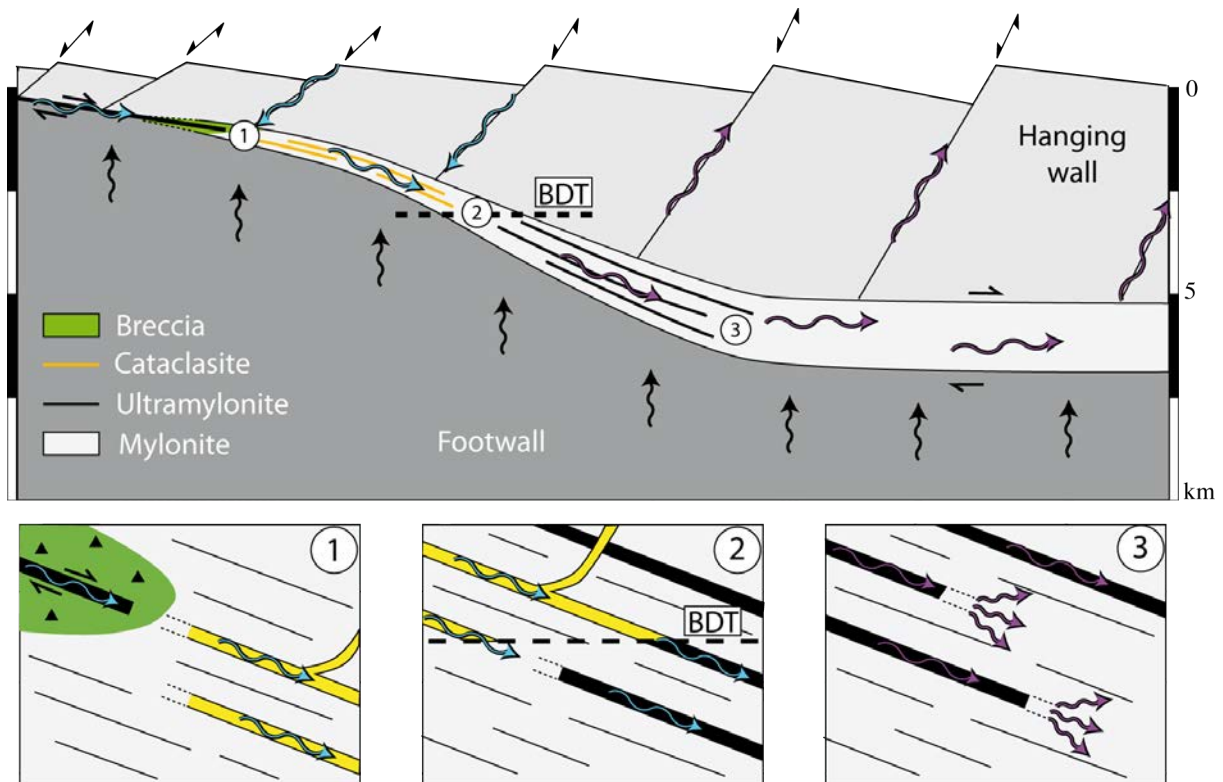 0
Hanging
wall
1
BDT
2
5
3
Breccia
Cataclasite
Ultramylonite
Mylonite
Footwall
km
1
2
BDT
3